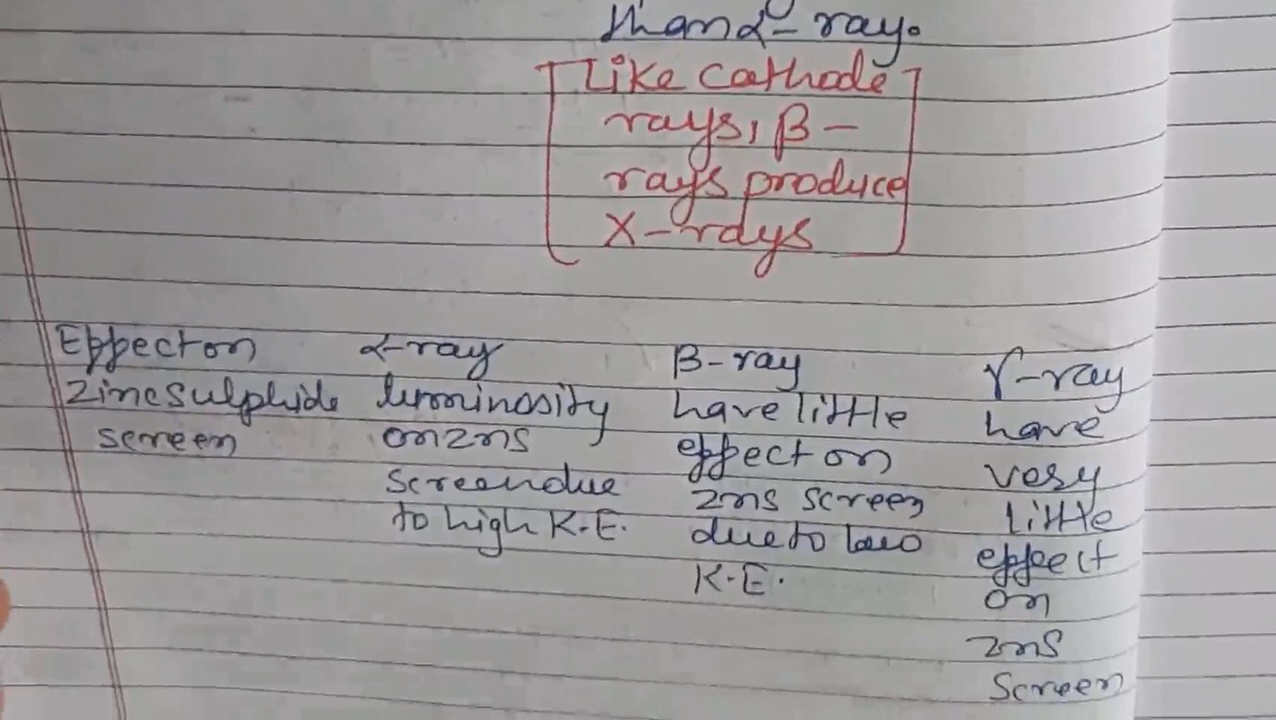 than α-ray.
Like Cathode
rays, β-
rays produce
X-rays
Effect on
Zinc sulphide
screen
α-ray
luminosity
on zns
Screen due
to high K.E.
β-ray
have little
effect on
zns screen
due to low
K.E.
γ-ray
have
very
little
effect
on
zns
Screen